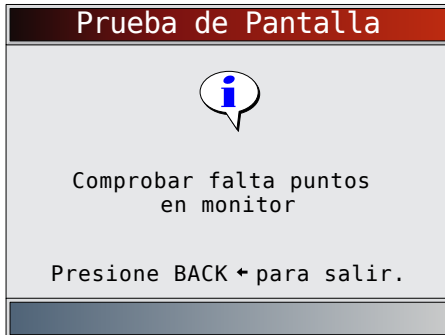 Prueba de Pantalla
Comprobar falta puntos
en monitor
Presione BACK ← para salir.